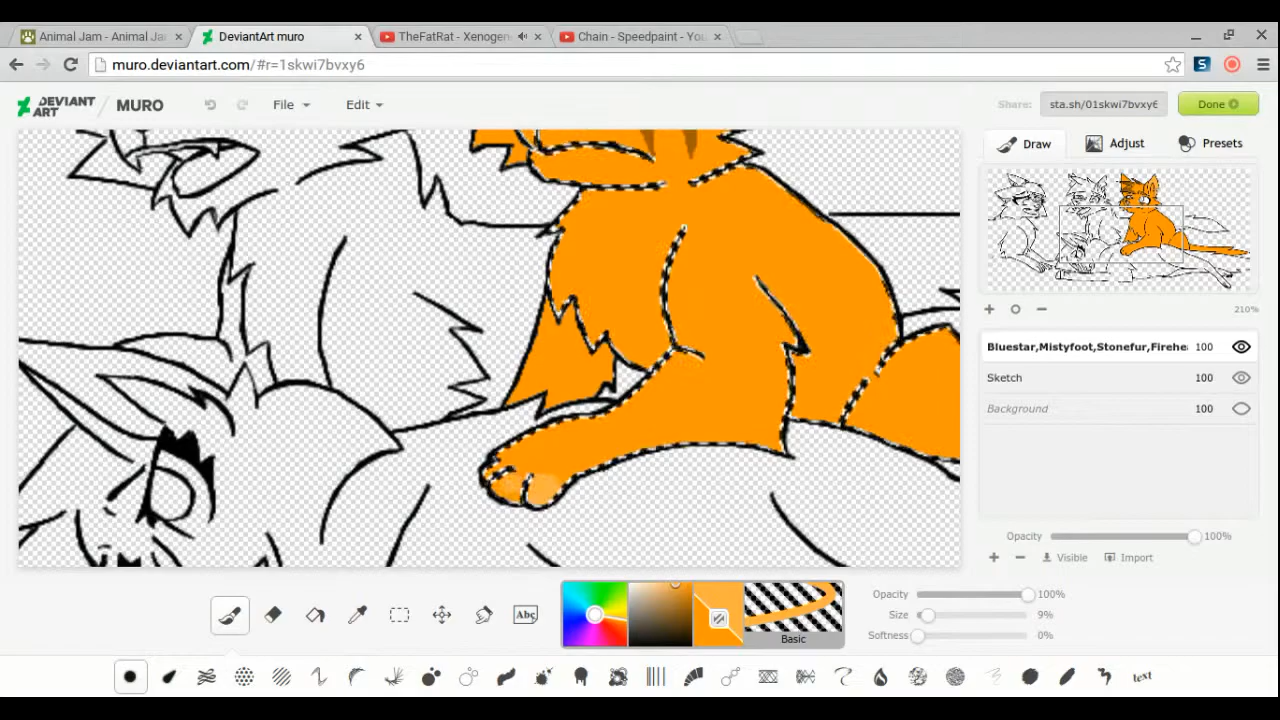 Animal Jam - Animal Ja
DeviantArt muro
TheFatRat - Xenogen
Chain - Speedpaint - You
muro.deviantart.com/#r=1skwi7bvxy6
S
DEVIANT
ART
MURO
File
Edit
Share:
sta.sh/01skwi7bvxy6
Done
Draw
Adjust
Presets
210%
Bluestar,Mistyfoot,Stonefur,Firehea
100
Sketch
100
Background
100
Opacity
100%
Visible
Import
Abc
Basic
Opacity
100%
Size
9%
Softness
0%
text